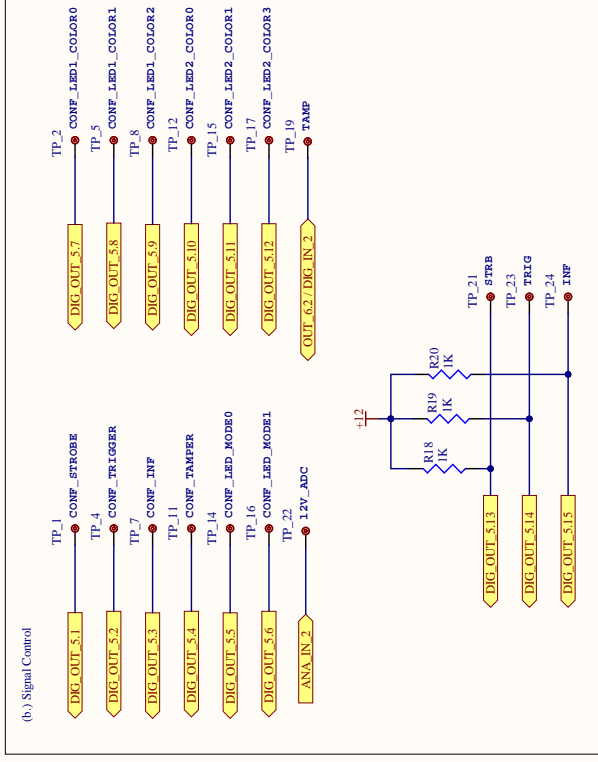 (b.) Signal Control
DIG_OUT_5.1 TP_1 CONF_STROBE
DIG_OUT_5.2 TP_4 CONF_TRIGGER
DIG_OUT_5.3 TP_7 CONF_INF
DIG_OUT_5.4 TP_11 CONF_TAMPER
DIG_OUT_5.5 TP_14 CONF_LED_MODE0
DIG_OUT_5.6 TP_16 CONF_LED_MODE1
ANA_IN_2 TP_22 12V_ADC
DIG_OUT_5.7 TP_2 CONF_LED1_COLOR0
DIG_OUT_5.8 TP_5 CONF_LED1_COLOR1
DIG_OUT_5.9 TP_8 CONF_LED1_COLOR2
DIG_OUT_5.10 TP_12 CONF_LED2_COLOR0
DIG_OUT_5.11 TP_15 CONF_LED2_COLOR1
DIG_OUT_5.12 TP_17 CONF_LED2_COLOR3
OUT_6.2 / DIG_IN_2 TP_19 TAMP
+12
R18
1K
R19
1K
R20
1K
DIG_OUT_5.13 TP_21 STRB
DIG_OUT_5.14 TP_23 TRIG
DIG_OUT_5.15 TP_24 INF